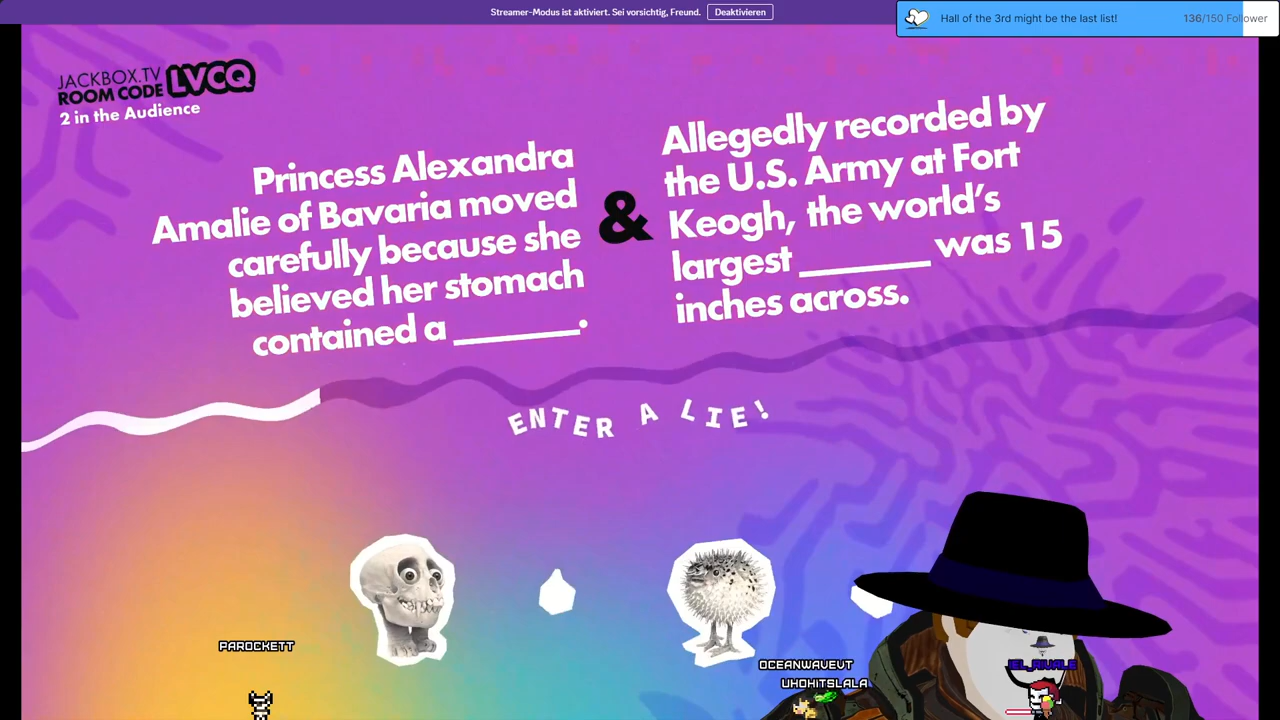 Streamer-Modus ist aktiviert. Sei vorsichtig, Freund. Deaktivieren
Hall of the 3rd might be the last list! 136/150 Follower
JACKBOX.TV
ROOM CODE LVCQ
2 in the Audience
Princess Alexandra
Amalie of Bavaria moved
carefully because she
believed her stomach
contained a ______.
&
Allegedly recorded by
the U.S. Army at Fort
Keogh, the world's
largest ______ was 15
inches across.
ENTER A LIE!
PAROCKETT
OCEANWAVEVT
UHOHITSLALA
IEL_RIVALE